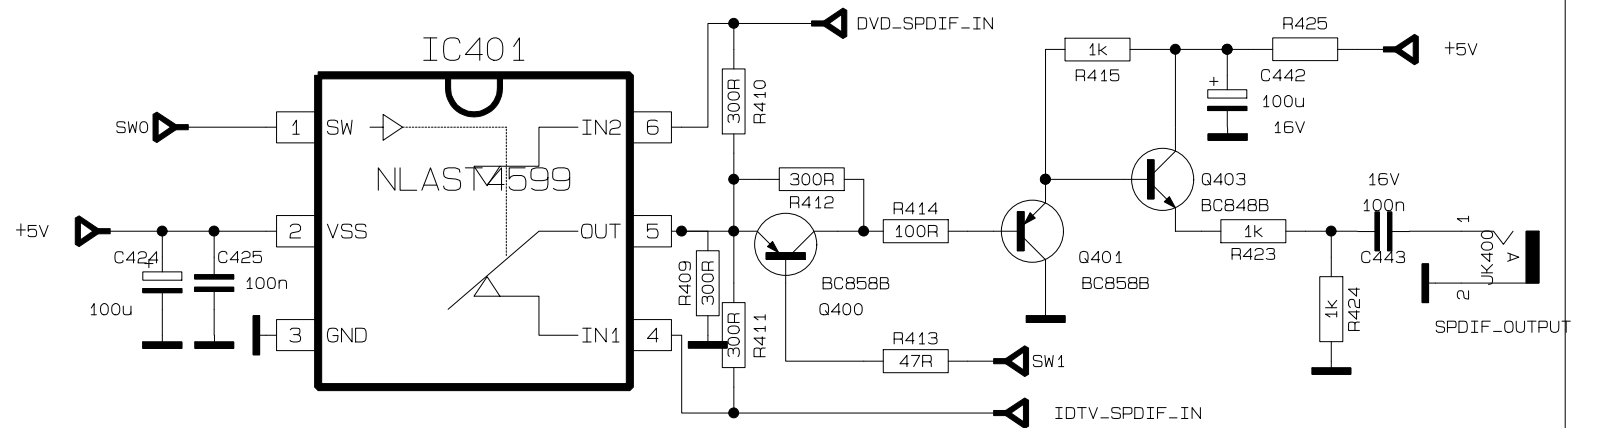 DVD_SPDIF_IN
R425
IC401
1k
R415
+5V
C442
+
100u
16V
300R
R410
SW0
1
SW
IN2
6
NLAST4599
300R
R412
Q403
BC848B
16V
100n
+5V
2
VSS
OUT
5
R414
100R
1k
R423
C443
1
JK400
A
2
C424
+
C425
100n
100u
R409
300R
BC858B
Q400
Q401
BC858B
1k
R424
SPDIF_OUTPUT
3
GND
IN1
4
300R
R411
R413
47R
SW1
IDTV_SPDIF_IN